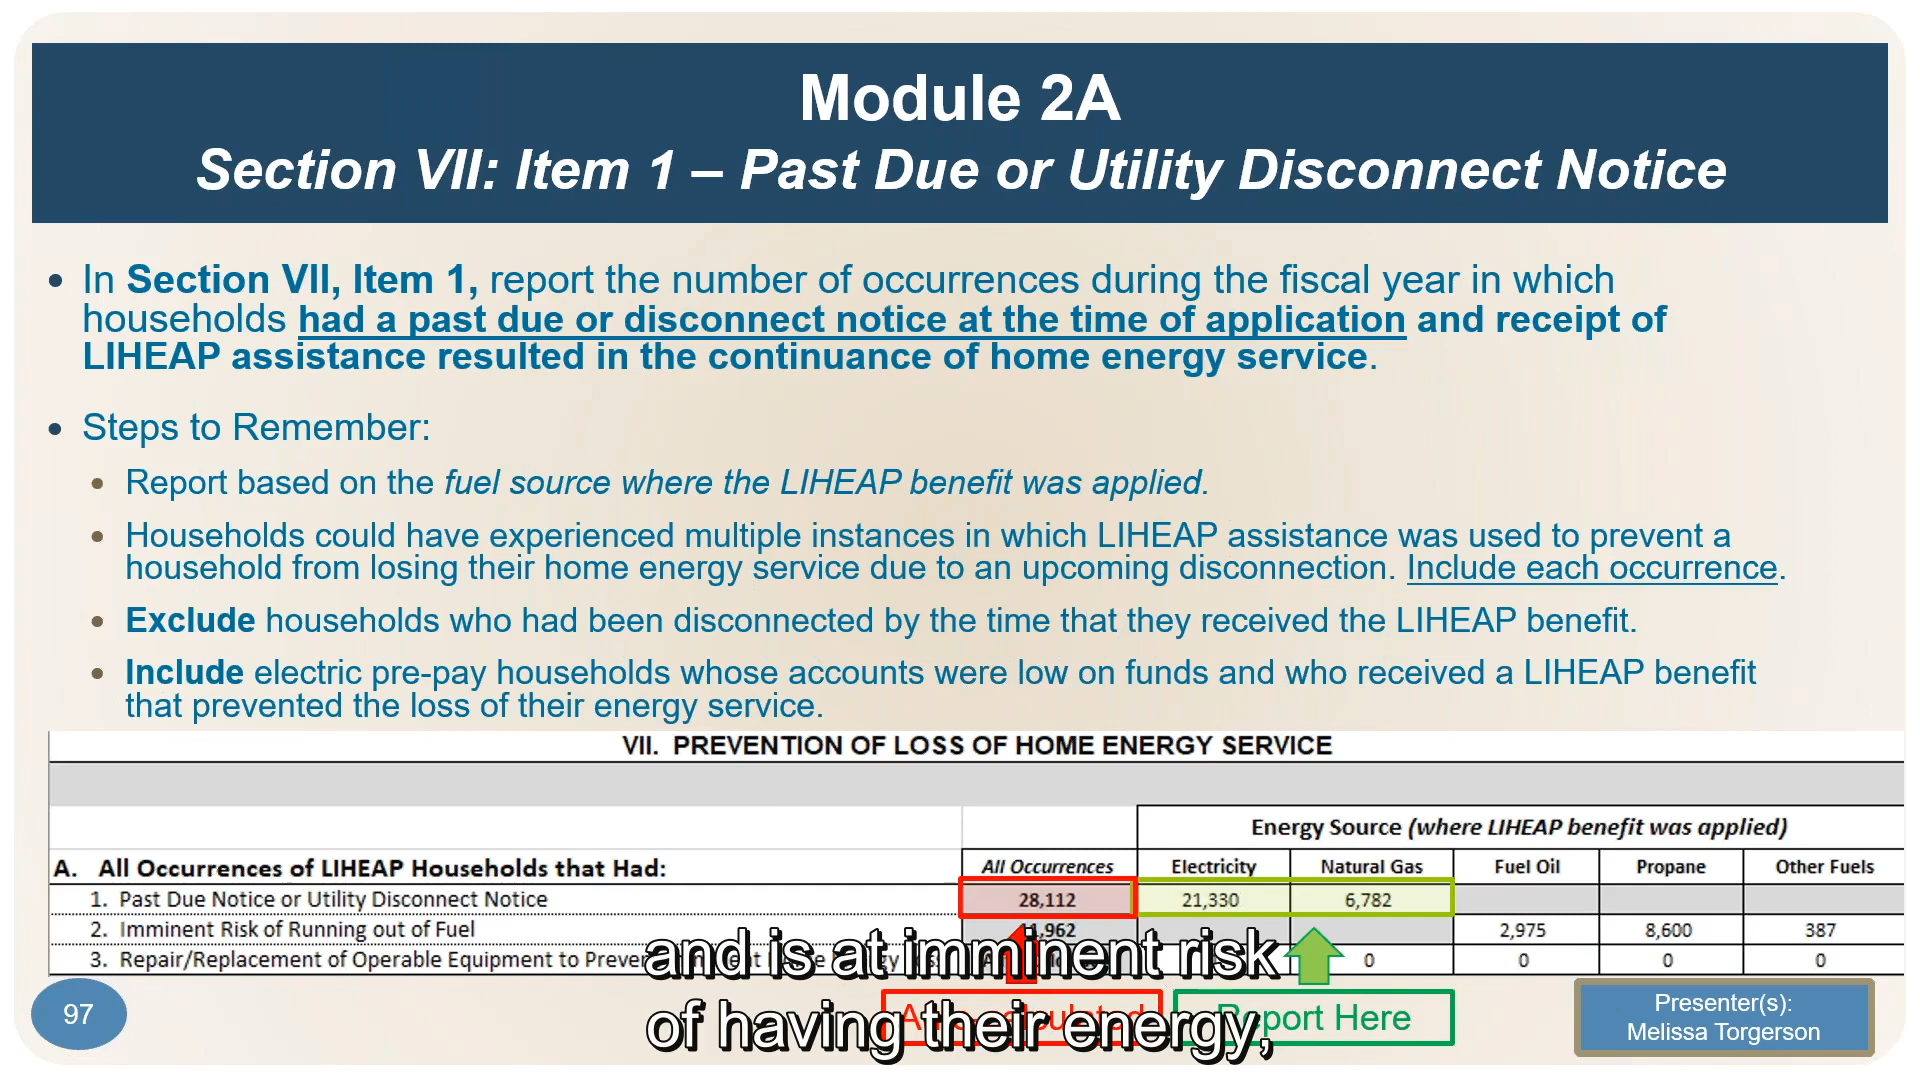 Module 2A
Section VII: Item 1 – Past Due or Utility Disconnect Notice
• In Section VII, Item 1, report the number of occurrences during the fiscal year in which
households had a past due or disconnect notice at the time of application and receipt of
LIHEAP assistance resulted in the continuance of home energy service.
• Steps to Remember:
• Report based on the fuel source where the LIHEAP benefit was applied.
• Households could have experienced multiple instances in which LIHEAP assistance was used to prevent a
household from losing their home energy service due to an upcoming disconnection. Include each occurrence.
• Exclude households who had been disconnected by the time that they received the LIHEAP benefit.
• Include electric pre-pay households whose accounts were low on funds and who received a LIHEAP benefit
that prevented the loss of their energy service.
VII. PREVENTION OF LOSS OF HOME ENERGY SERVICE
Energy Source (where LIHEAP benefit was applied)
A. All Occurrences of LIHEAP Households that Had: All Occurrences Electricity Natural Gas Fuel Oil Propane Other Fuels
1. Past Due Notice or Utility Disconnect Notice 28,112 21,330 6,782
2. Imminent Risk of Running out of Fuel 2,975 8,600 387
3. Repair/Replacement of Operable Equipment to 0 0 0 0
and is at imminent risk
of having their energy,
Here
97
Presenter(s):
Melissa Torgerson